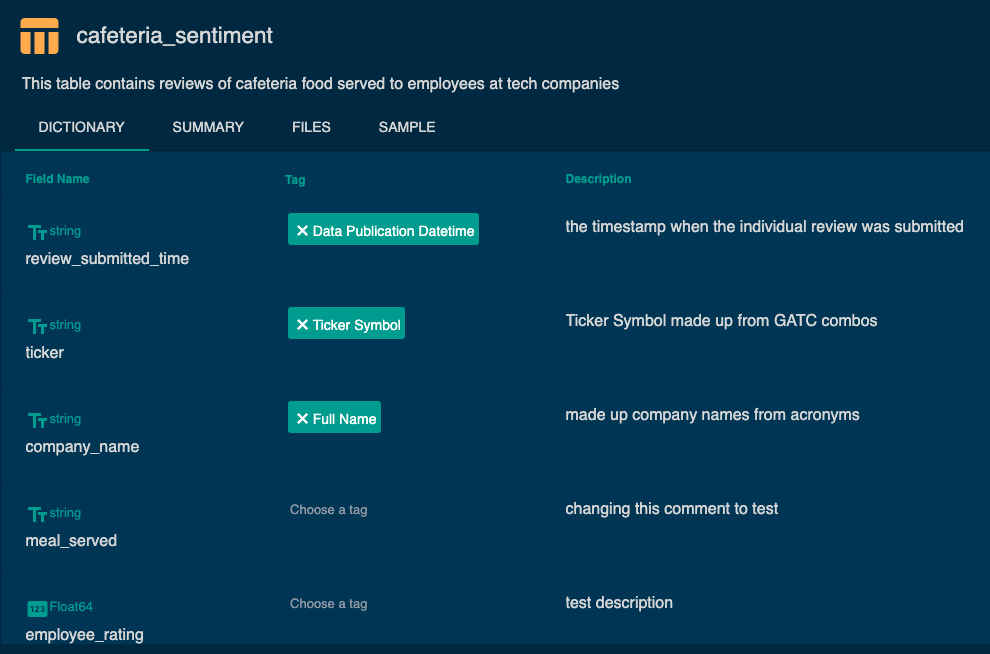 cafeteria_sentiment
This table contains reviews of cafeteria food served to employees at tech companies
DICTIONARY SUMMARY FILES SAMPLE
Field Name Tag Description
string
review_submitted_time
Data Publication Datetime
the timestamp when the individual review was submitted
string
ticker
Ticker Symbol
Ticker Symbol made up from GATC combos
string
company_name
Full Name
made up company names from acronyms
string
meal_served
Choose a tag
changing this comment to test
123 Float64
employee_rating
Choose a tag
test description